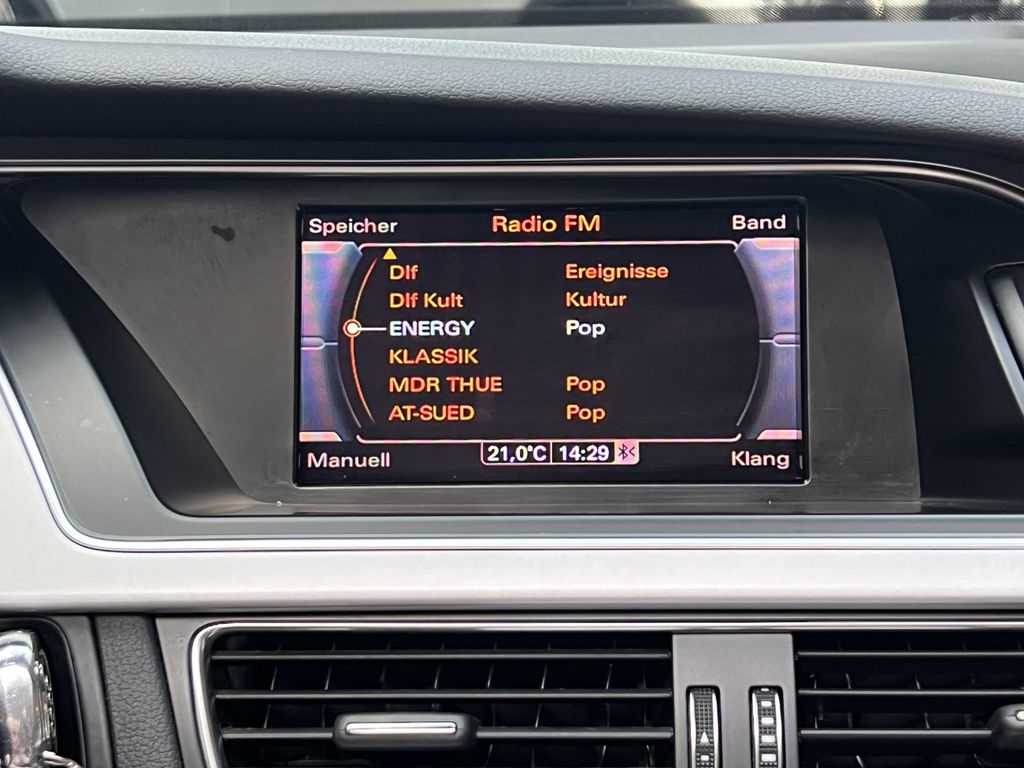 Speicher Radio FM Band
Dlf Ereignisse
Dlf Kult Kultur
ENERGY Pop
KLASSIK
MDR THUE Pop
AT-SUED Pop
Manuell 21,0°C 14:29 Klang